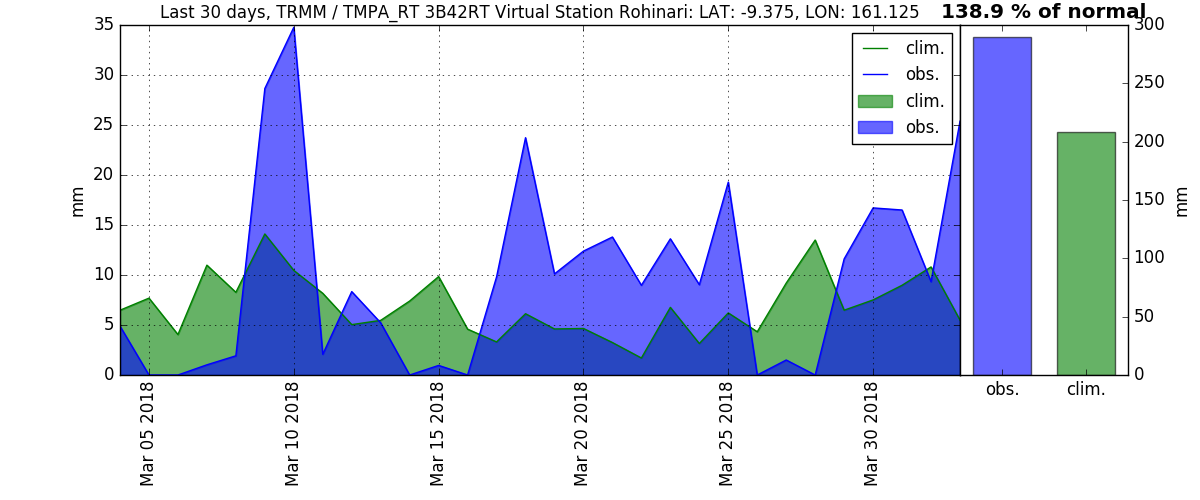 Last 30 days, TRMM / TMPA_RT 3B42RT Virtual Station Rohinari: LAT: -9.375, LON: 161.125
138.9 % of normal
35
30
25
20
15
10
5
0
mm
clim.
obs.
clim.
obs.
Mar 05 2018
Mar 10 2018
Mar 15 2018
Mar 20 2018
Mar 25 2018
Mar 30 2018
300
250
200
150
100
50
0
mm
obs.
clim.